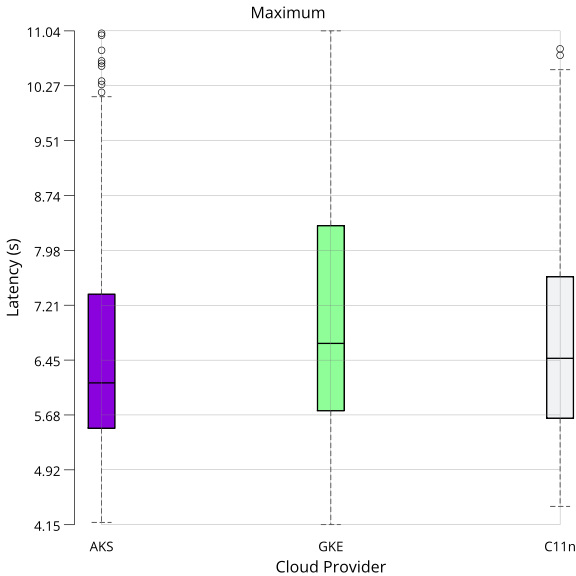 Maximum
11.04
10.27
9.51
8.74
7.98
7.21
6.45
5.68
4.92
4.15
Latency (s)
AKS GKE C11n
Cloud Provider